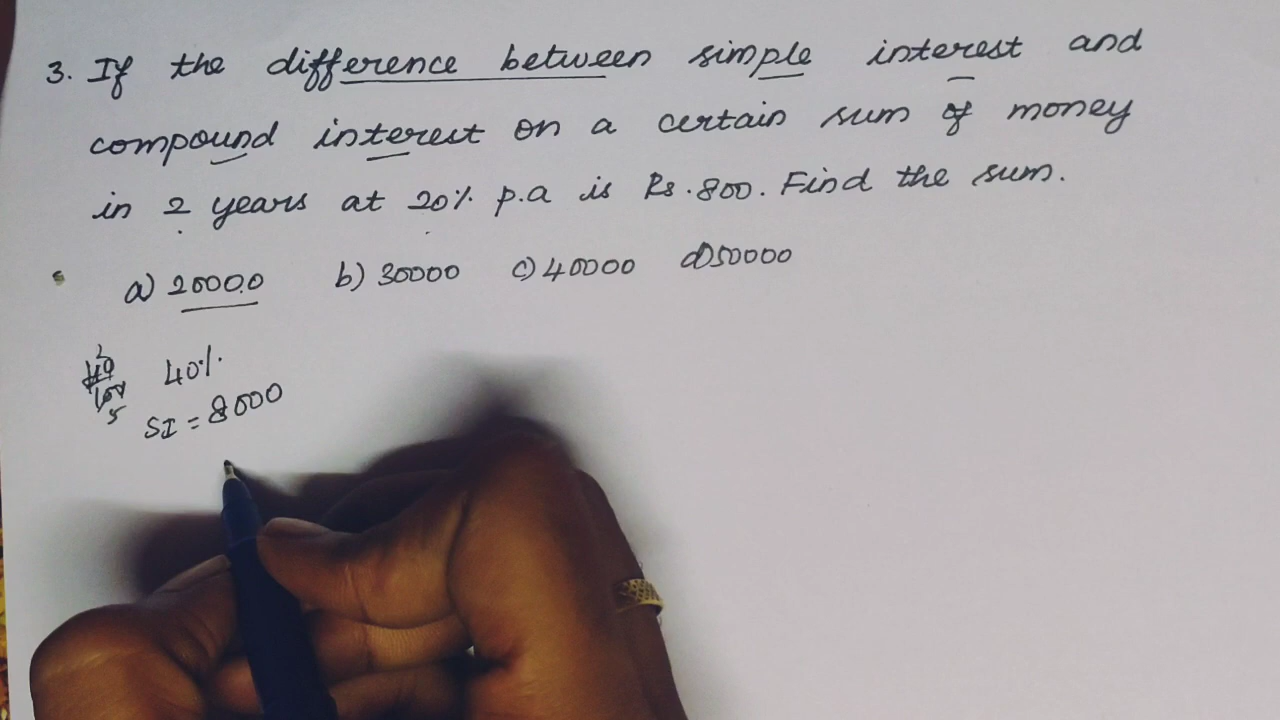 3. If the difference between simple interest and
compound interest on a certain sum of money
in 2 years at 20% p.a is Rs.800. Find the sum.
a) 20000 b) 30000 c) 40000 d) 50000
40%
SI = 8000